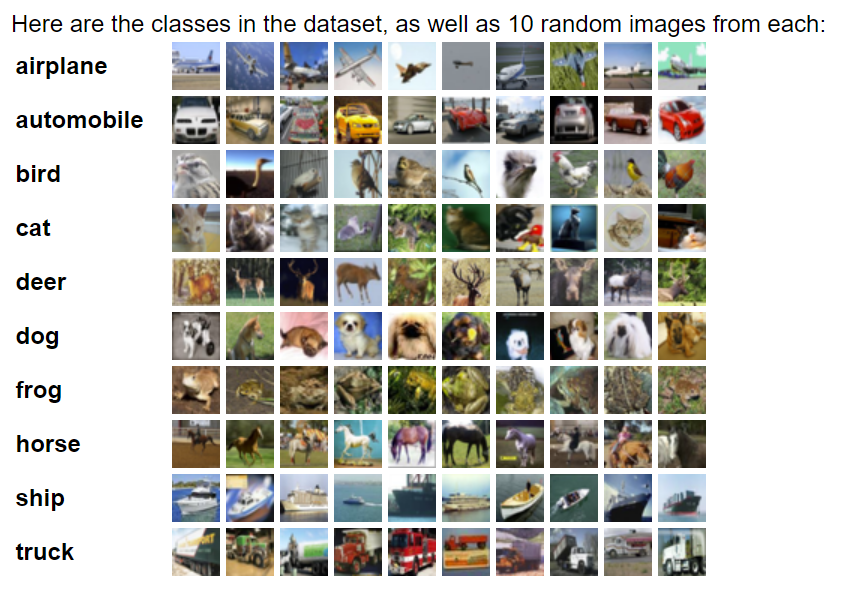 Here are the classes in the dataset, as well as 10 random images from each:
airplane
automobile
bird
cat
deer
dog
frog
horse
ship
truck